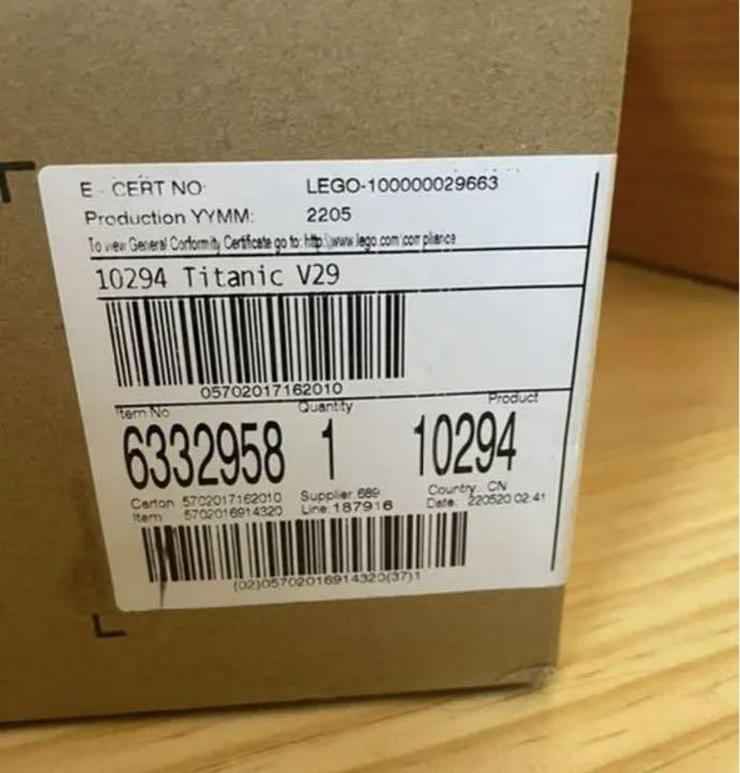 E - CERT NO: LEGO-100000029663
Production YYMM: 2205
To view General Corformity Certificate go to: http:\\www.lego.com\compliance
10294 Titanic V29
05702017162010
Item No Quantity Product
6332958 1 10294
Carton 5702017162010 Supplier 689 Country. CN
Item 5702016914320 Line: 187916 Date. 220520 02 41
(02)05702016914320(37)1